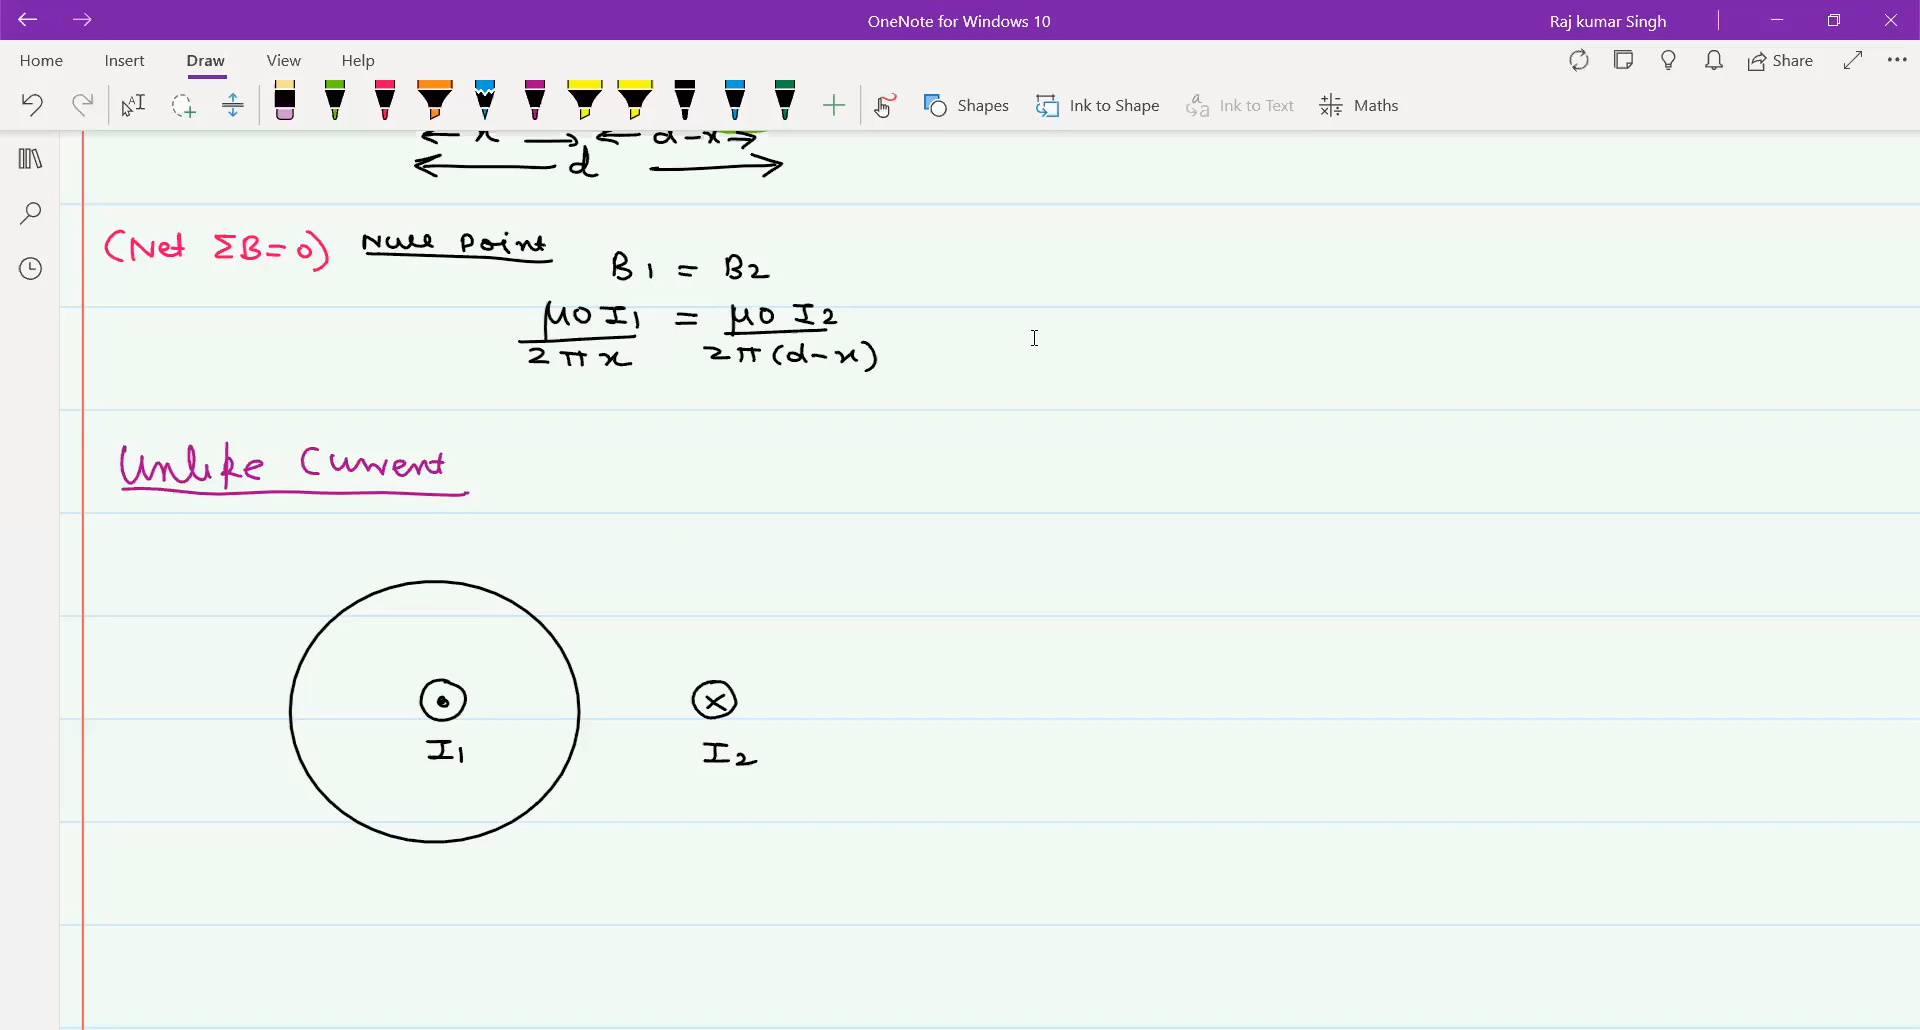 OneNote for Windows 10
Raj kumar Singh
Home Insert Draw View Help
Share
Shapes Ink to Shape Ink to Text Maths
x d-x
d
(Net ΣB=0) Null Point
B1 = B2
μ0 I1 = μ0 I2
2πx 2π(d-x)
Unlike Current
I1 I2